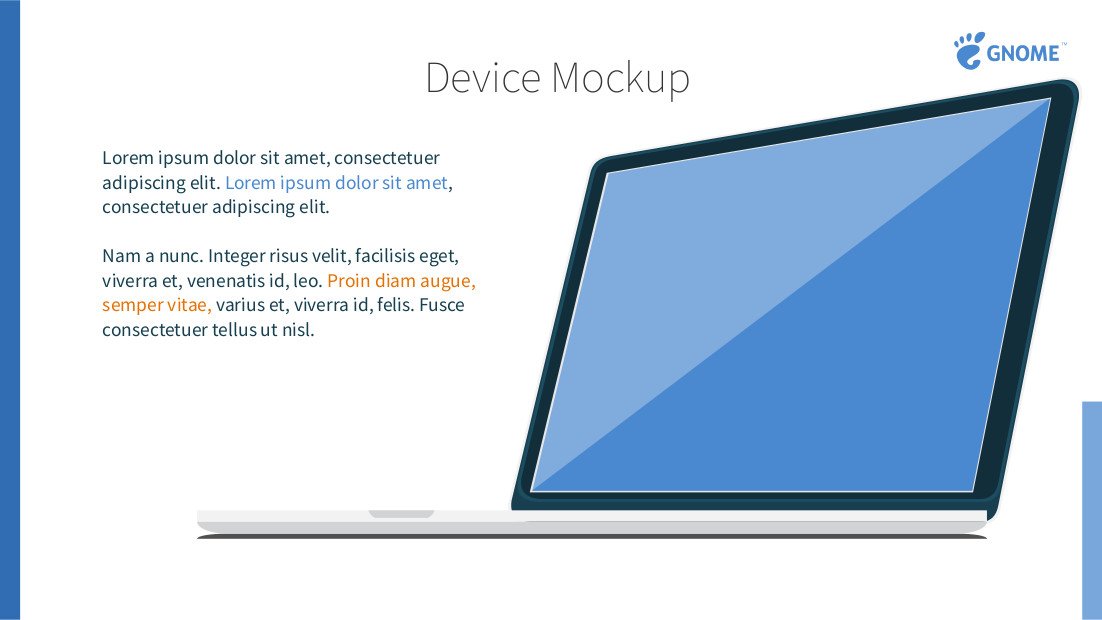 GNOME™
Device Mockup
Lorem ipsum dolor sit amet, consectetuer
adipiscing elit. Lorem ipsum dolor sit amet,
consectetuer adipiscing elit.
Nam a nunc. Integer risus velit, facilisis eget,
viverra et, venenatis id, leo. Proin diam augue,
semper vitae, varius et, viverra id, felis. Fusce
consectetuer tellus ut nisl.